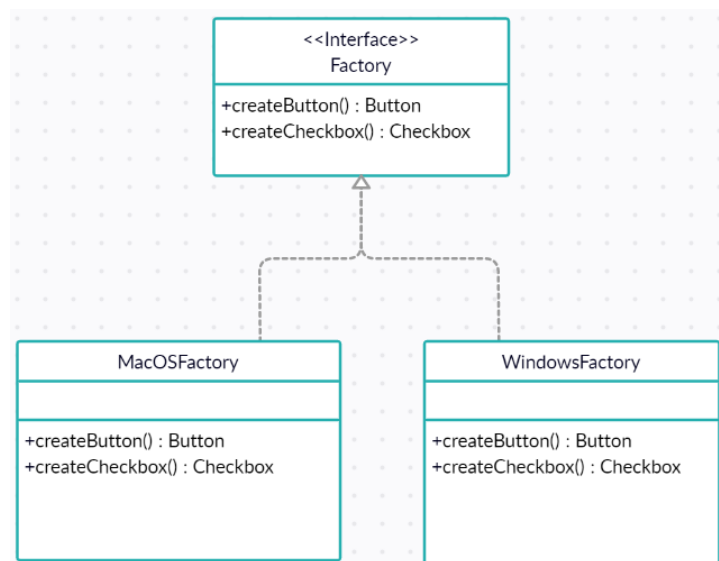 <<Interface>>
Factory
+createButton() : Button
+createCheckbox() : Checkbox
MacOSFactory
+createButton() : Button
+createCheckbox() : Checkbox
WindowsFactory
+createButton() : Button
+createCheckbox() : Checkbox